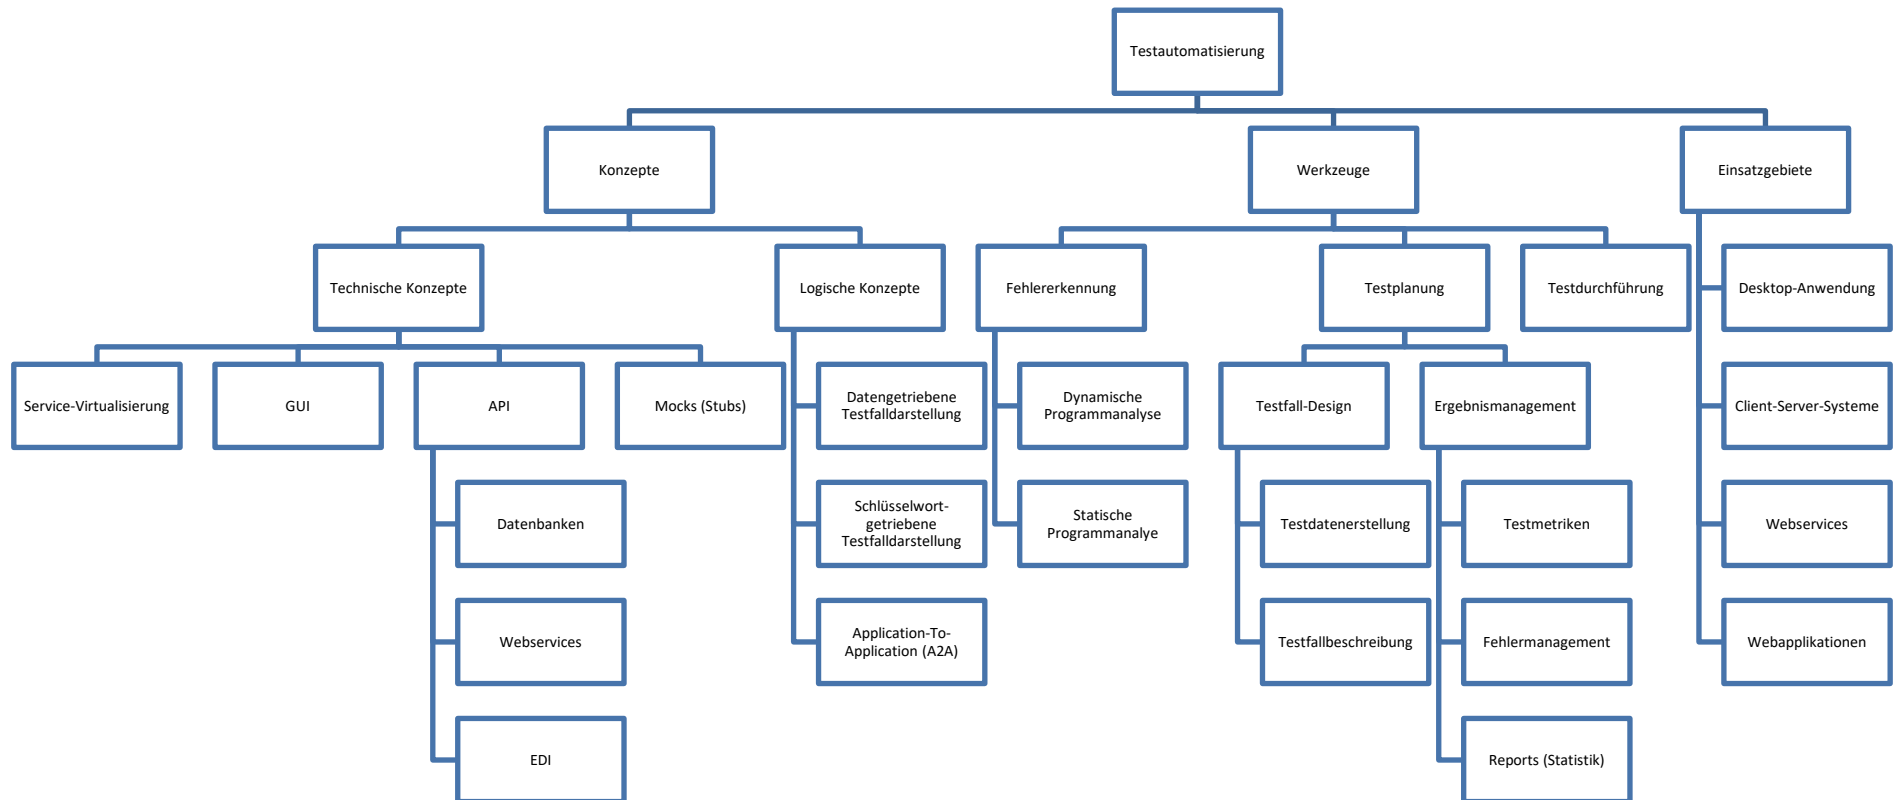 Testautomatisierung
Konzepte
Werkzeuge
Einsatzgebiete
Technische Konzepte
Logische Konzepte
Fehlererkennung
Testplanung
Testdurchführung
Desktop-Anwendung
Service-Virtualisierung
GUI
API
Mocks (Stubs)
Datengetriebene
Testfalldarstellung
Dynamische
Programmanalyse
Testfall-Design
Ergebnismanagement
Client-Server-Systeme
Datenbanken
Schlüsselwort-
getriebene
Testfalldarstellung
Statische
Programmanalye
Testdatenerstellung
Testmetriken
Webservices
Webservices
Application-To-
Application (A2A)
Testfallbeschreibung
Fehlermanagement
Webapplikationen
EDI
Reports (Statistik)